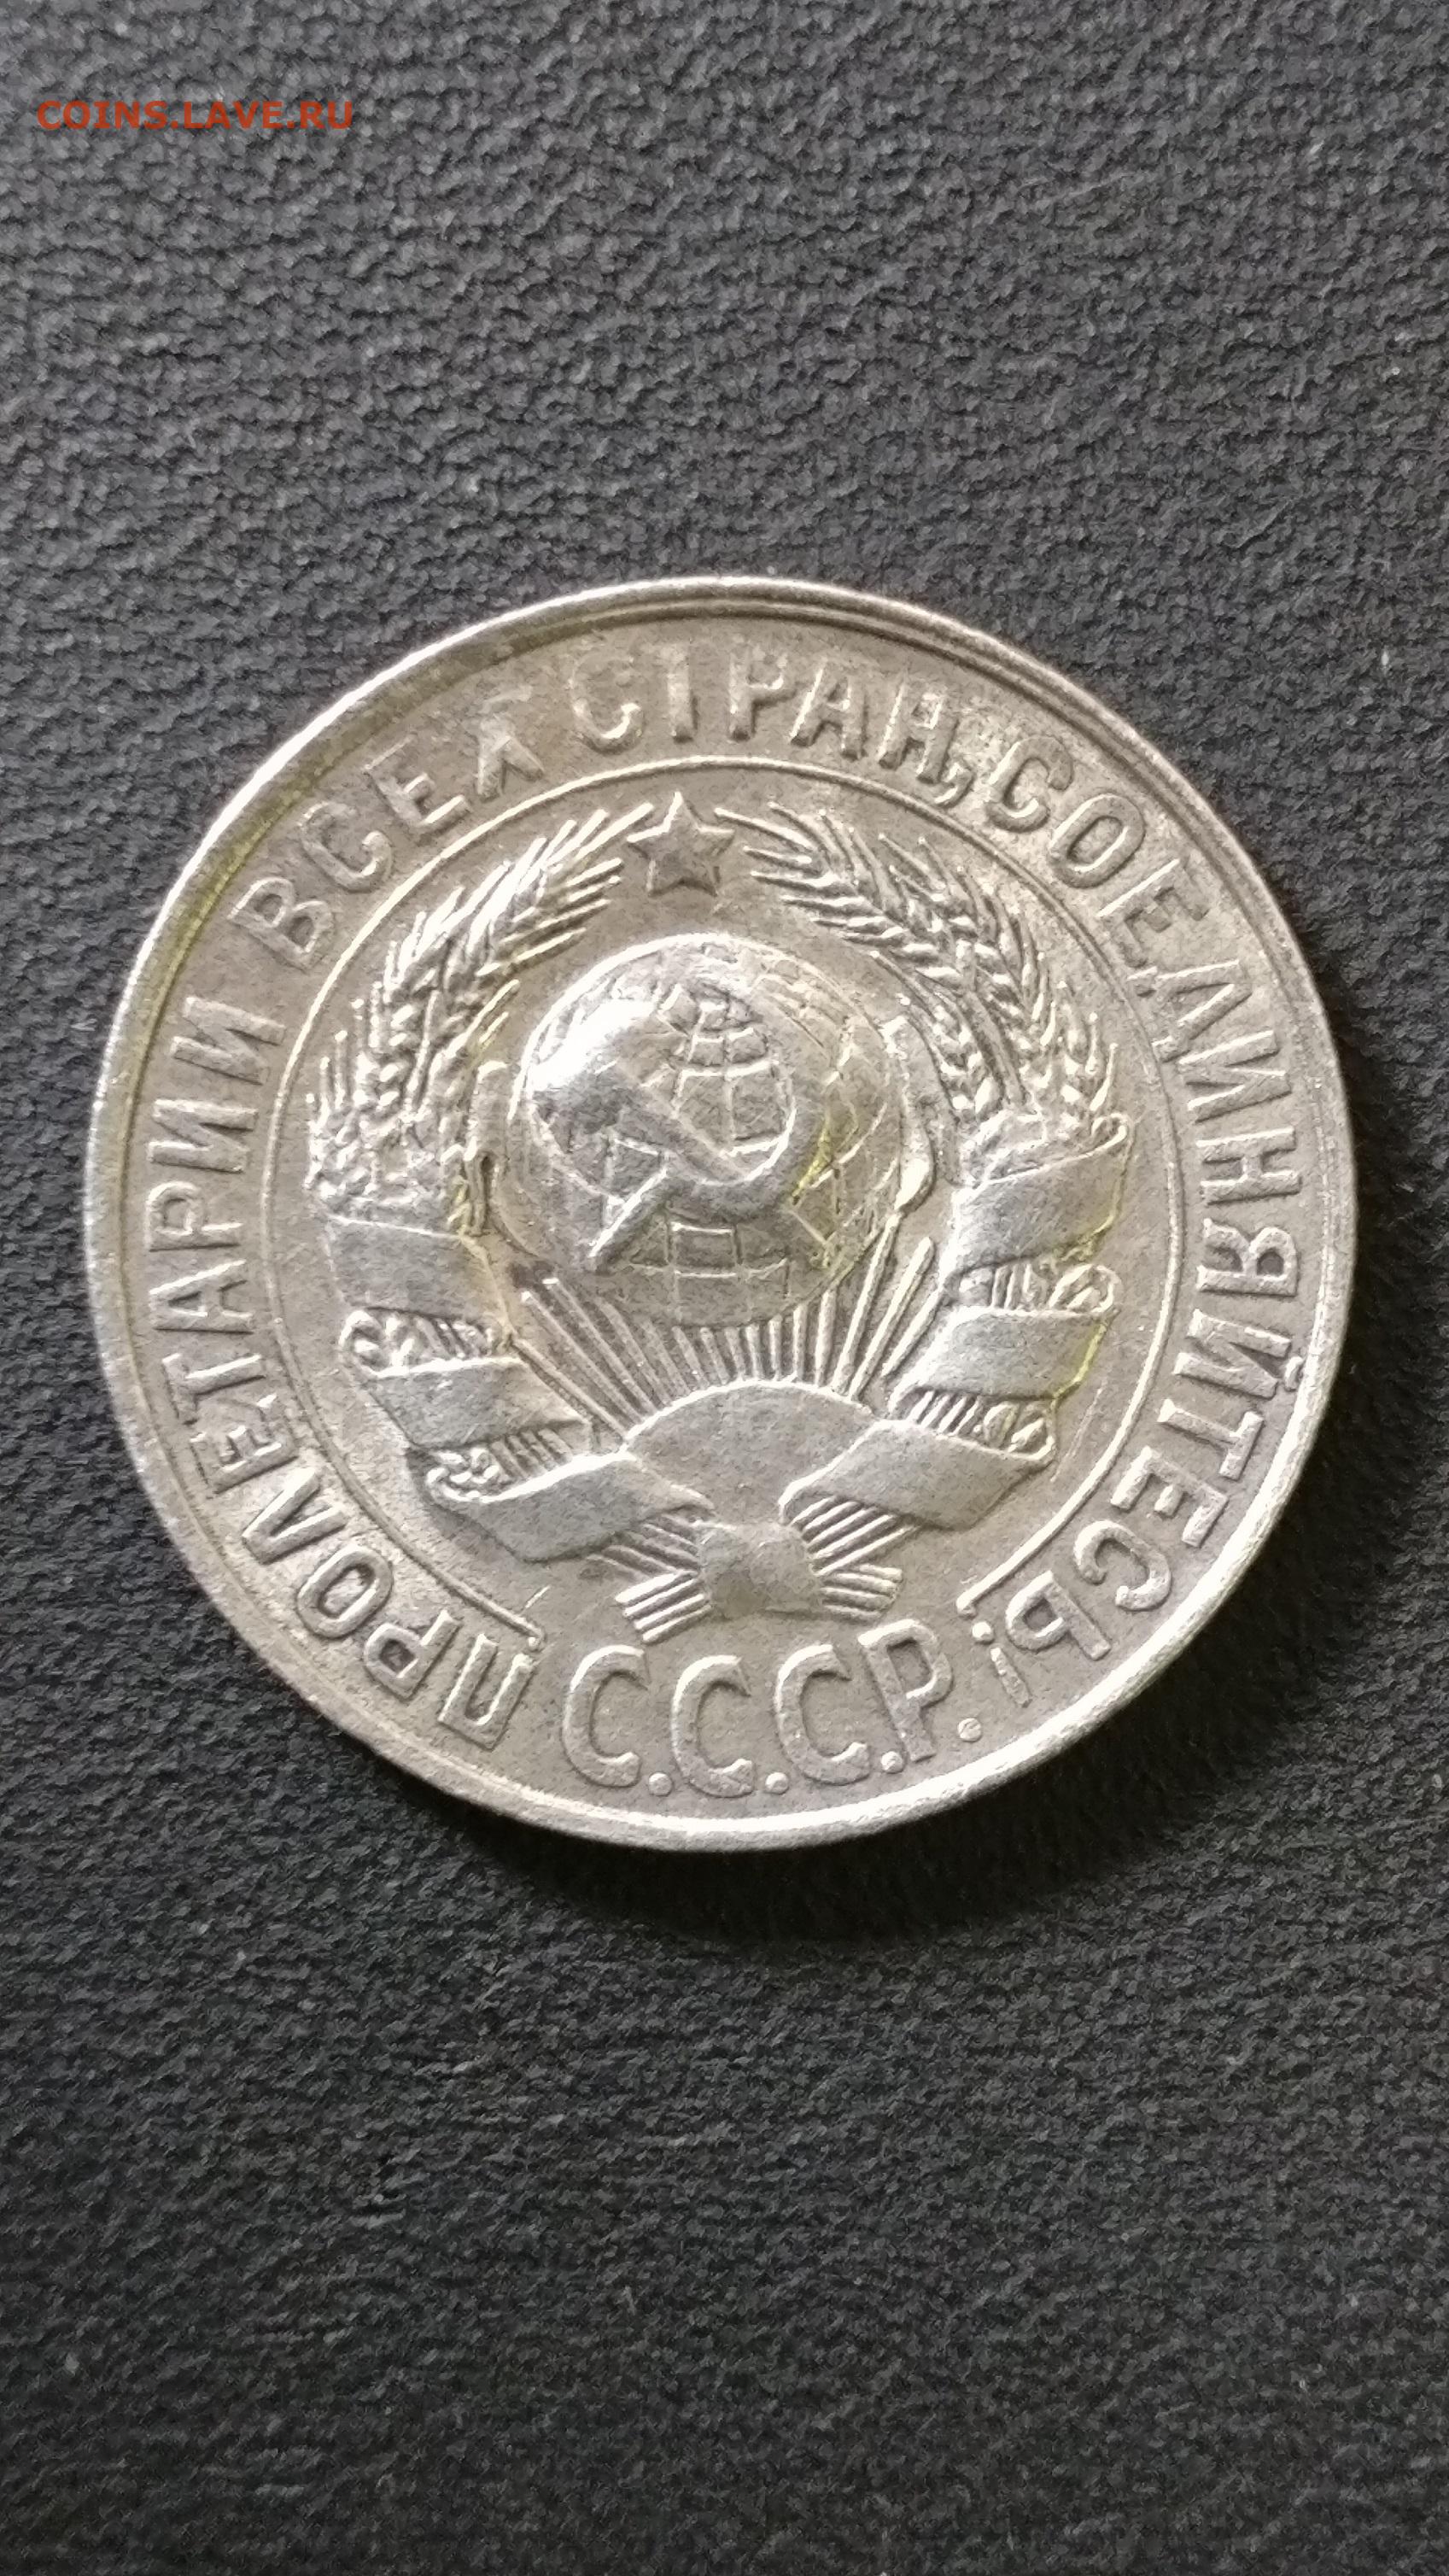 COINS.LAVE.RU
ПРОЛЕТАРИИ ВСЕХ СТРАН, СОЕДИНЯЙТЕСЬ!
С.С.С.Р.